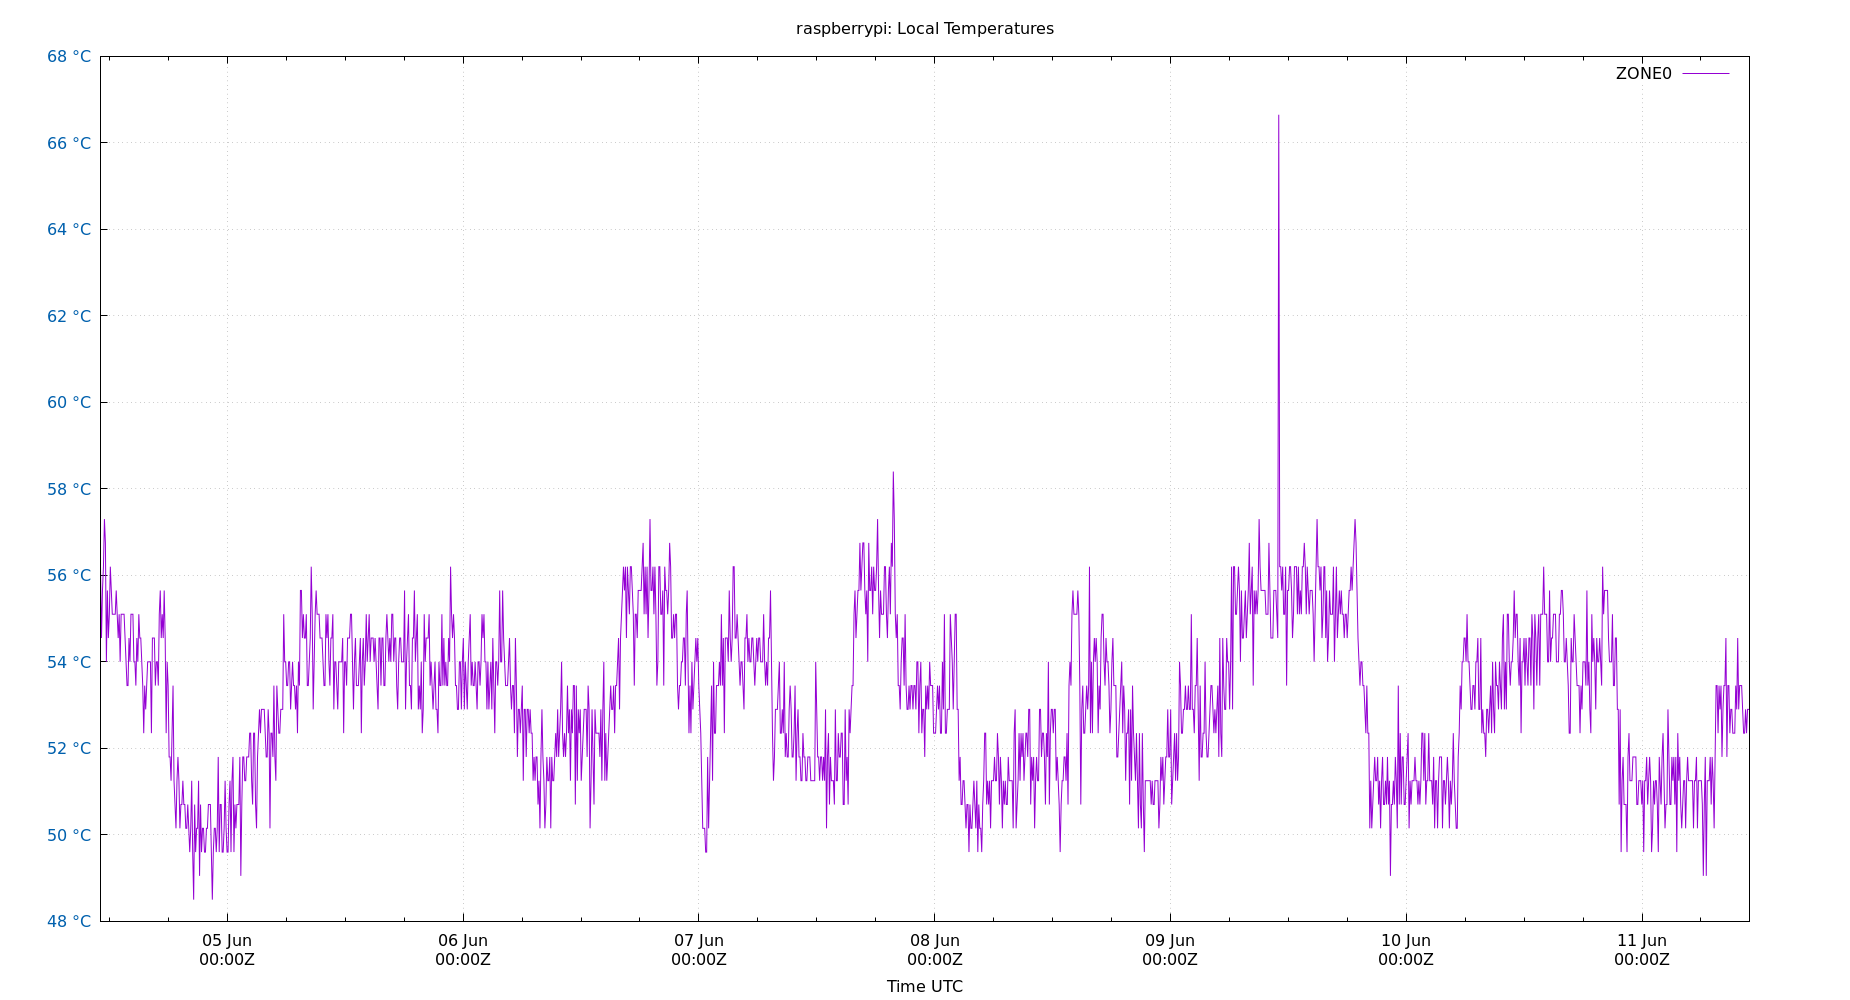 raspberrypi: Local Temperatures
68 °C
ZONE0
66 °C
64 °C
62 °C
60 °C
58 °C
56 °C
54 °C
52 °C
50 °C
48 °C
05 Jun 06 Jun 07 Jun 08 Jun 09 Jun 10 Jun 11 Jun
00:00Z 00:00Z 00:00Z 00:00Z 00:00Z 00:00Z 00:00Z
Time UTC